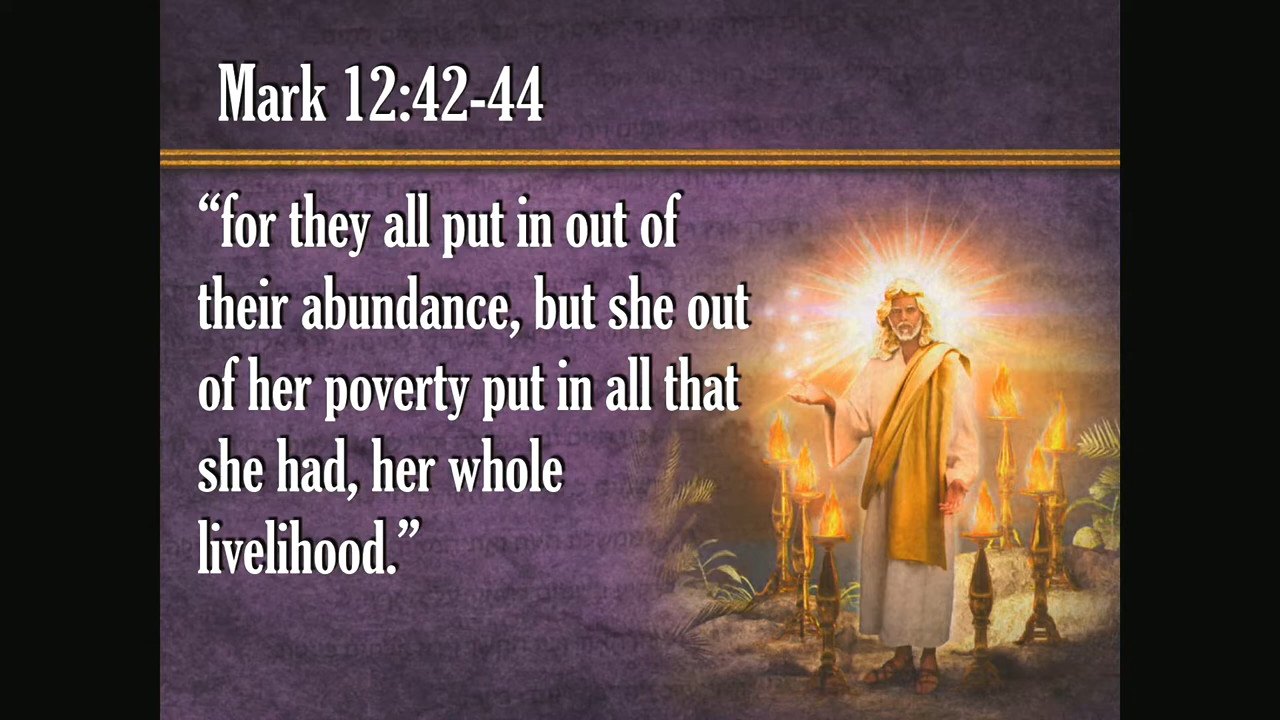 Mark 12:42-44
“for they all put in out of
their abundance, but she out
of her poverty put in all that
she had, her whole
livelihood.”